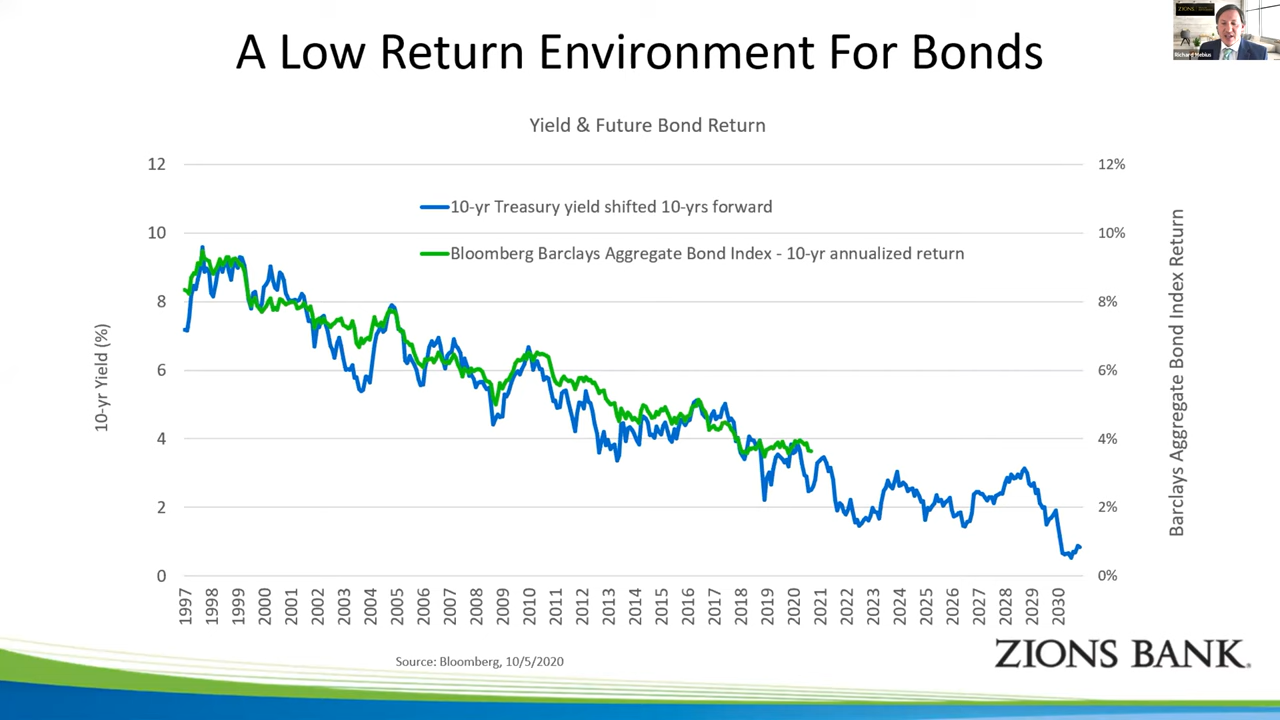 A Low Return Environment For Bonds
ZIONS BANK
Richard Mebius
Yield & Future Bond Return
12
10
8
6
4
2
0
10-yr Yield (%)
10-yr Treasury yield shifted 10-yrs forward
Bloomberg Barclays Aggregate Bond Index - 10-yr annualized return
12%
10%
8%
6%
4%
2%
0%
Barclays Aggregate Bond Index Return
1997 1998 1999 2000 2001 2002 2003 2004 2005 2006 2007 2008 2009 2010 2011 2012 2013 2014 2015 2016 2017 2018 2019 2020 2021 2022 2023 2024 2025 2026 2027 2028 2029 2030
Source: Bloomberg, 10/5/2020
ZIONS BANK.